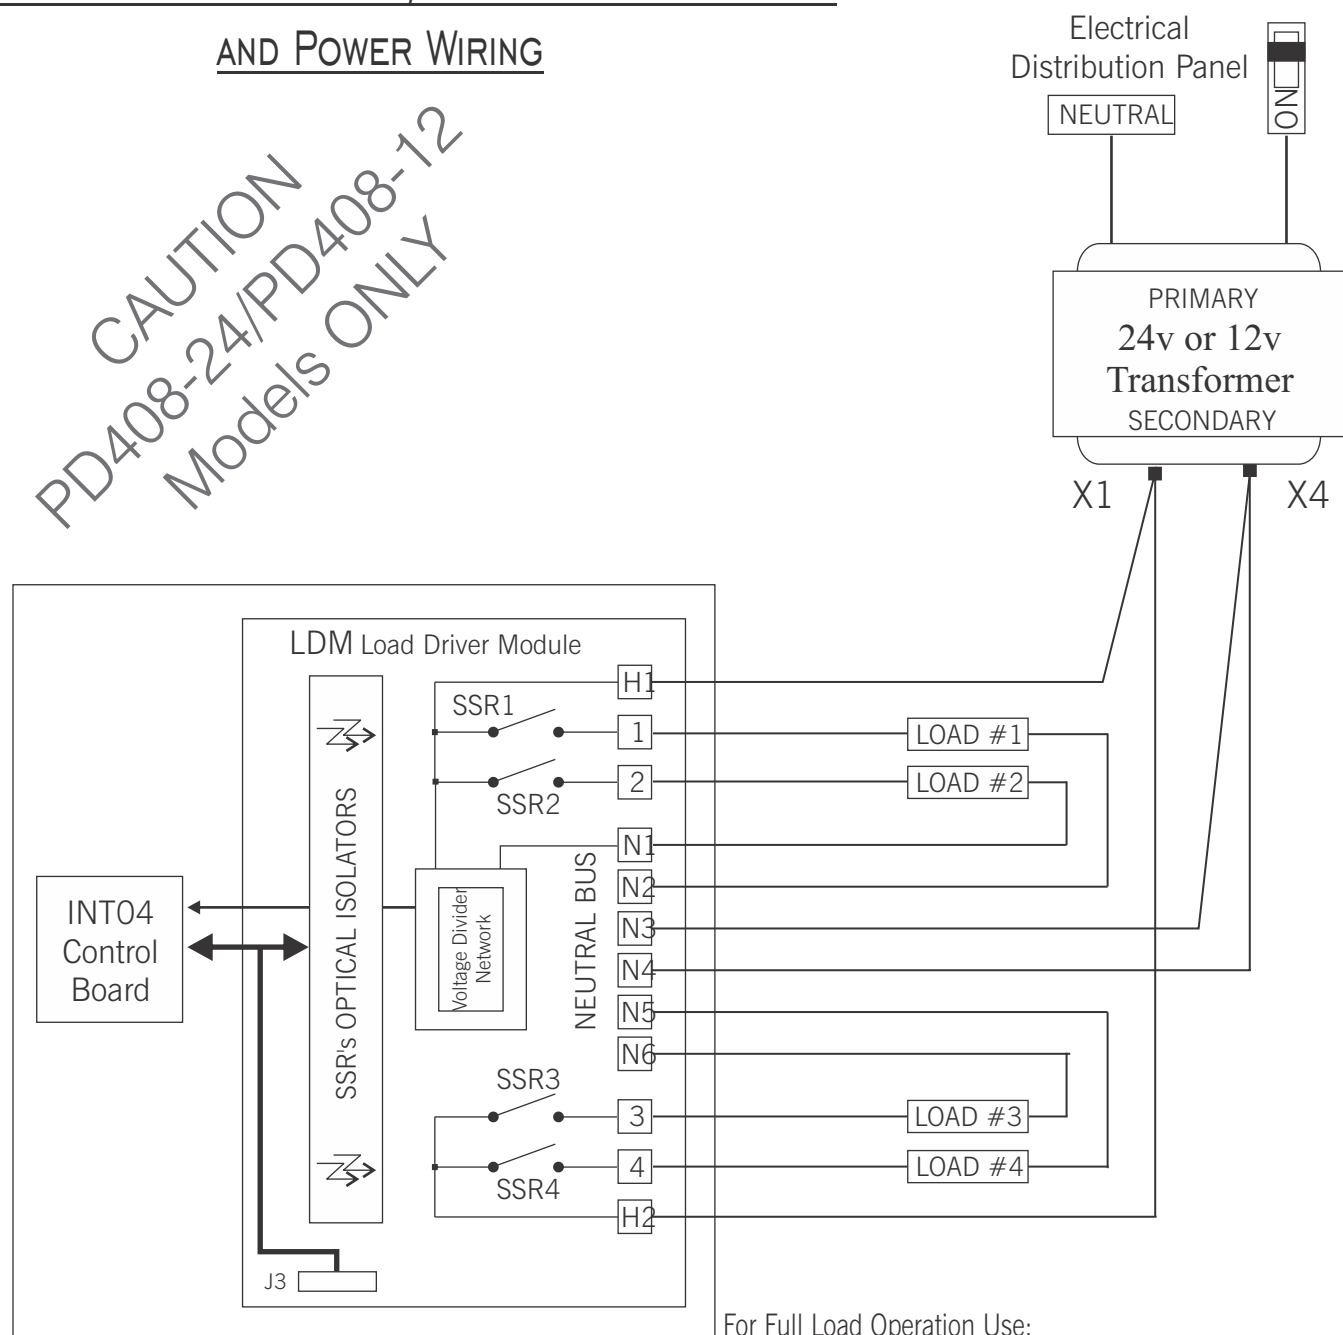 AND POWER WIRING
Electrical
Distribution Panel
NEUTRAL
ON
CAUTION
PD408-24/PD408-12
Models ONLY
PRIMARY
24v or 12v
Transformer
SECONDARY
X1
X4
LDM Load Driver Module
H1
SSR1
1
LOAD #1
2
LOAD #2
SSR2
N1
N2
N3
N4
N5
N6
NEUTRAL BUS
SSR's OPTICAL ISOLATORS
Voltage Divider
Network
INT04
Control
Board
SSR3
3
LOAD #3
4
LOAD #4
SSR4
H2
J3
For Full Load Operation Use: